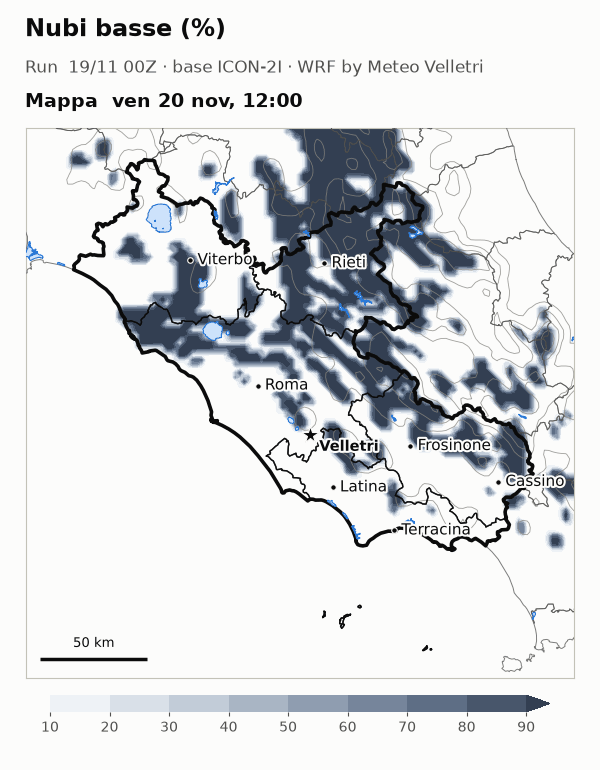 Nubi basse (%)
Run 19/11 00Z · base ICON-2I · WRF by Meteo Velletri
Mappa ven 20 nov, 12:00
Viterbo
Rieti
Roma
Velletri
Frosinone
Latina
Cassino
Terracina
50 km
10 20 30 40 50 60 70 80 90